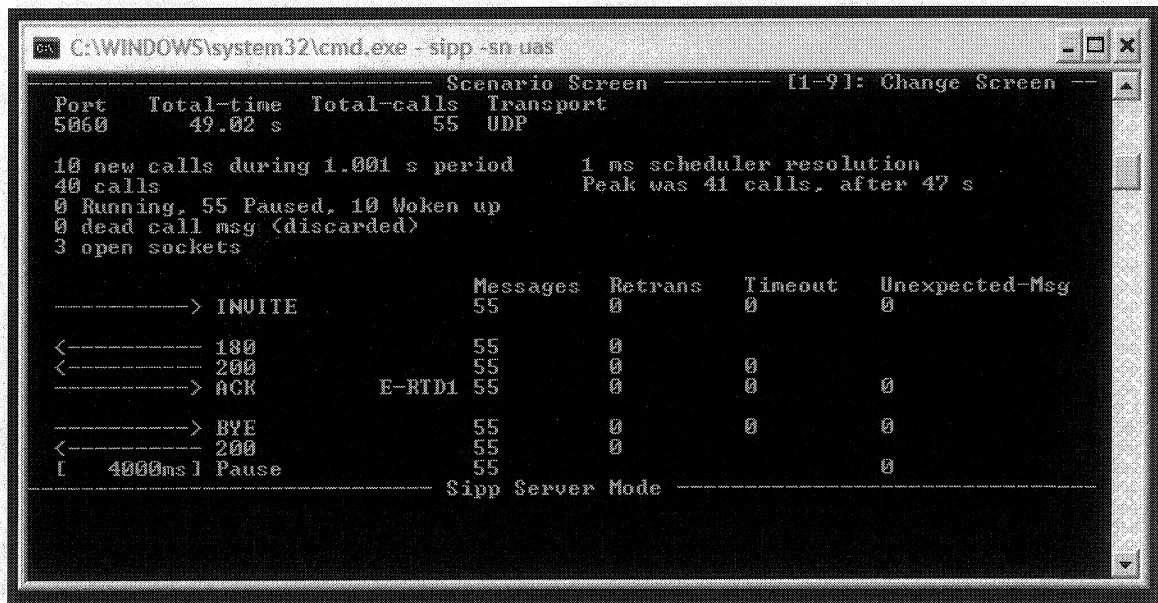 C:\WINDOWS\system32\cmd.exe - sipp -sn uas
------------------------------ Scenario Screen -------- [1-9]: Change Screen --
Port Total-time Total-calls Transport
5060 49.02 s 55 UDP
10 new calls during 1.001 s period 1 ms scheduler resolution
40 calls Peak was 41 calls, after 47 s
0 Running, 55 Paused, 10 Woken up
0 dead call msg (discarded)
3 open sockets
Messages Retrans Timeout Unexpected-Msg
----------> INVITE 55 0 0 0
<---------- 180 55 0
<---------- 200 55 0 0
----------> ACK E-RTD1 55 0 0 0
----------> BYE 55 0 0 0
<---------- 200 55 0
[ 4000ms] Pause 55 0
------------------------------ Sipp Server Mode -------------------------------